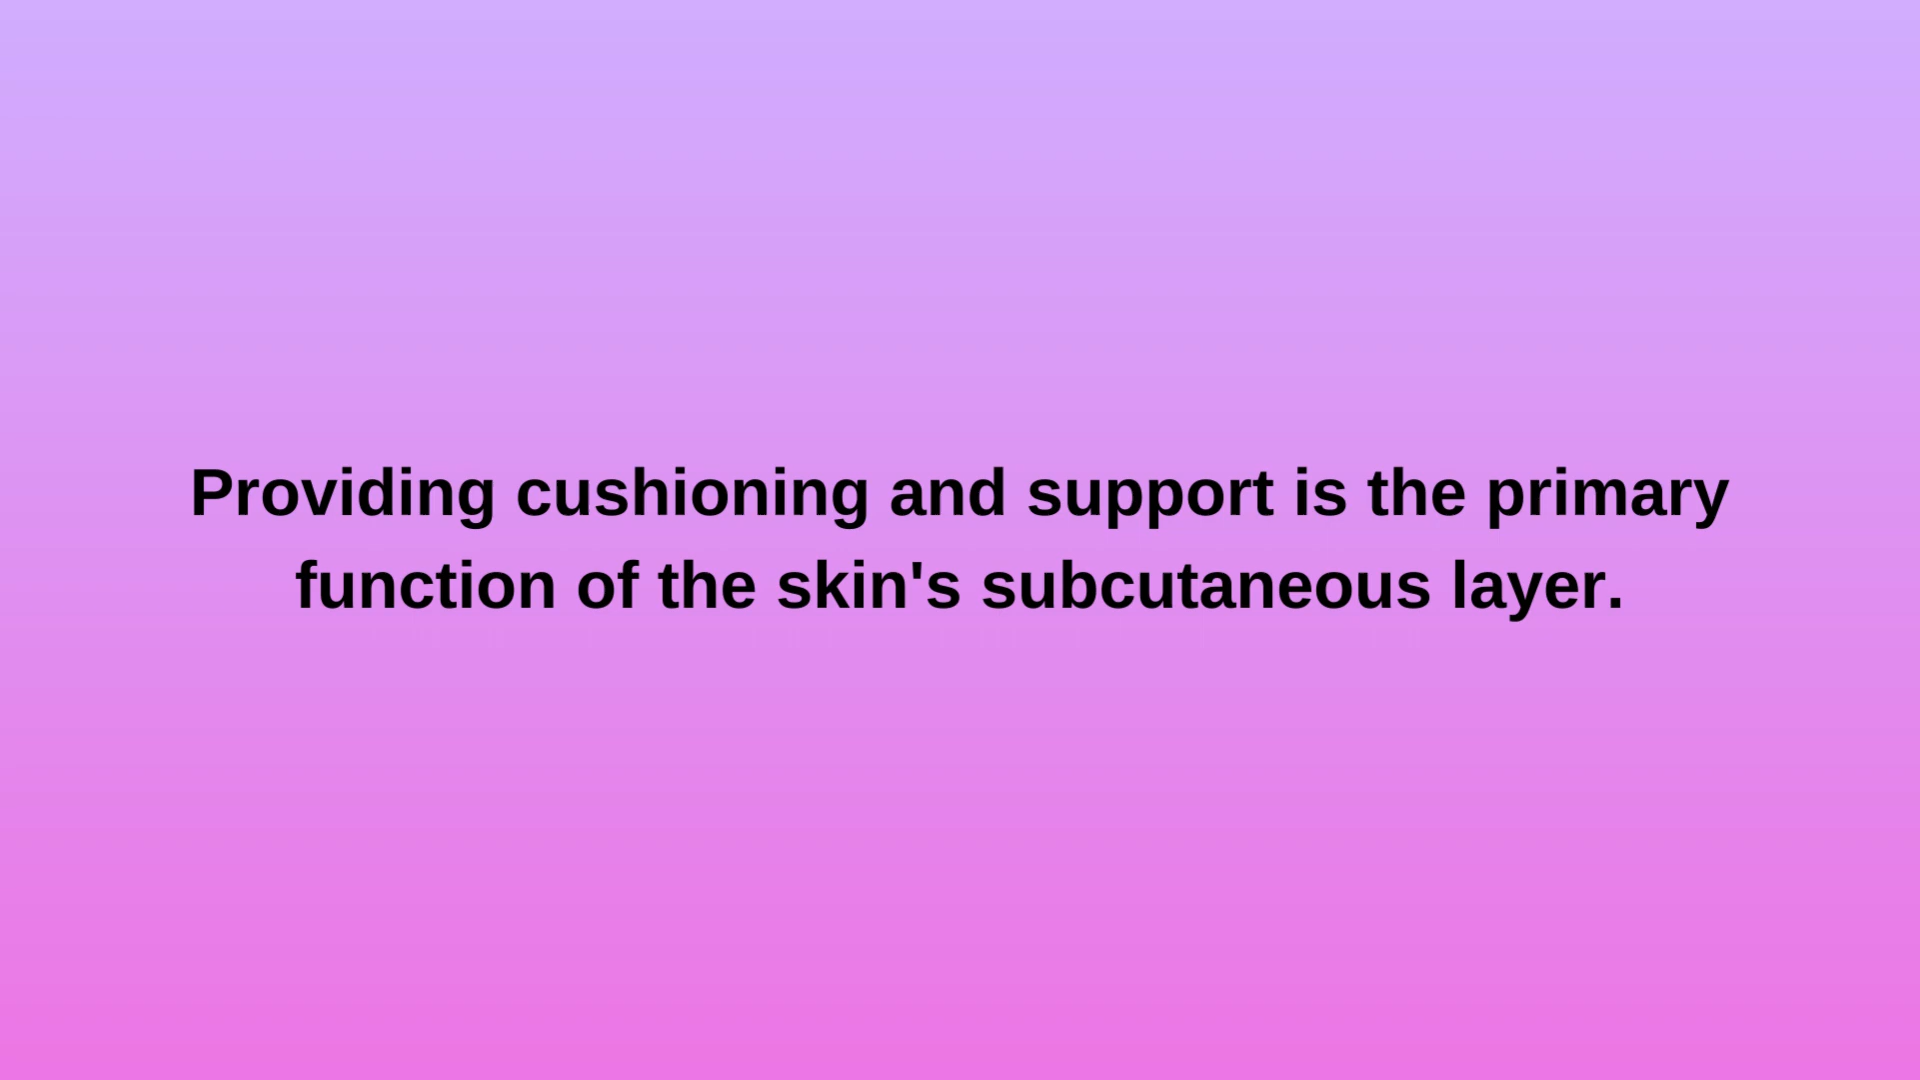 Providing cushioning and support is the primary
function of the skin's subcutaneous layer.